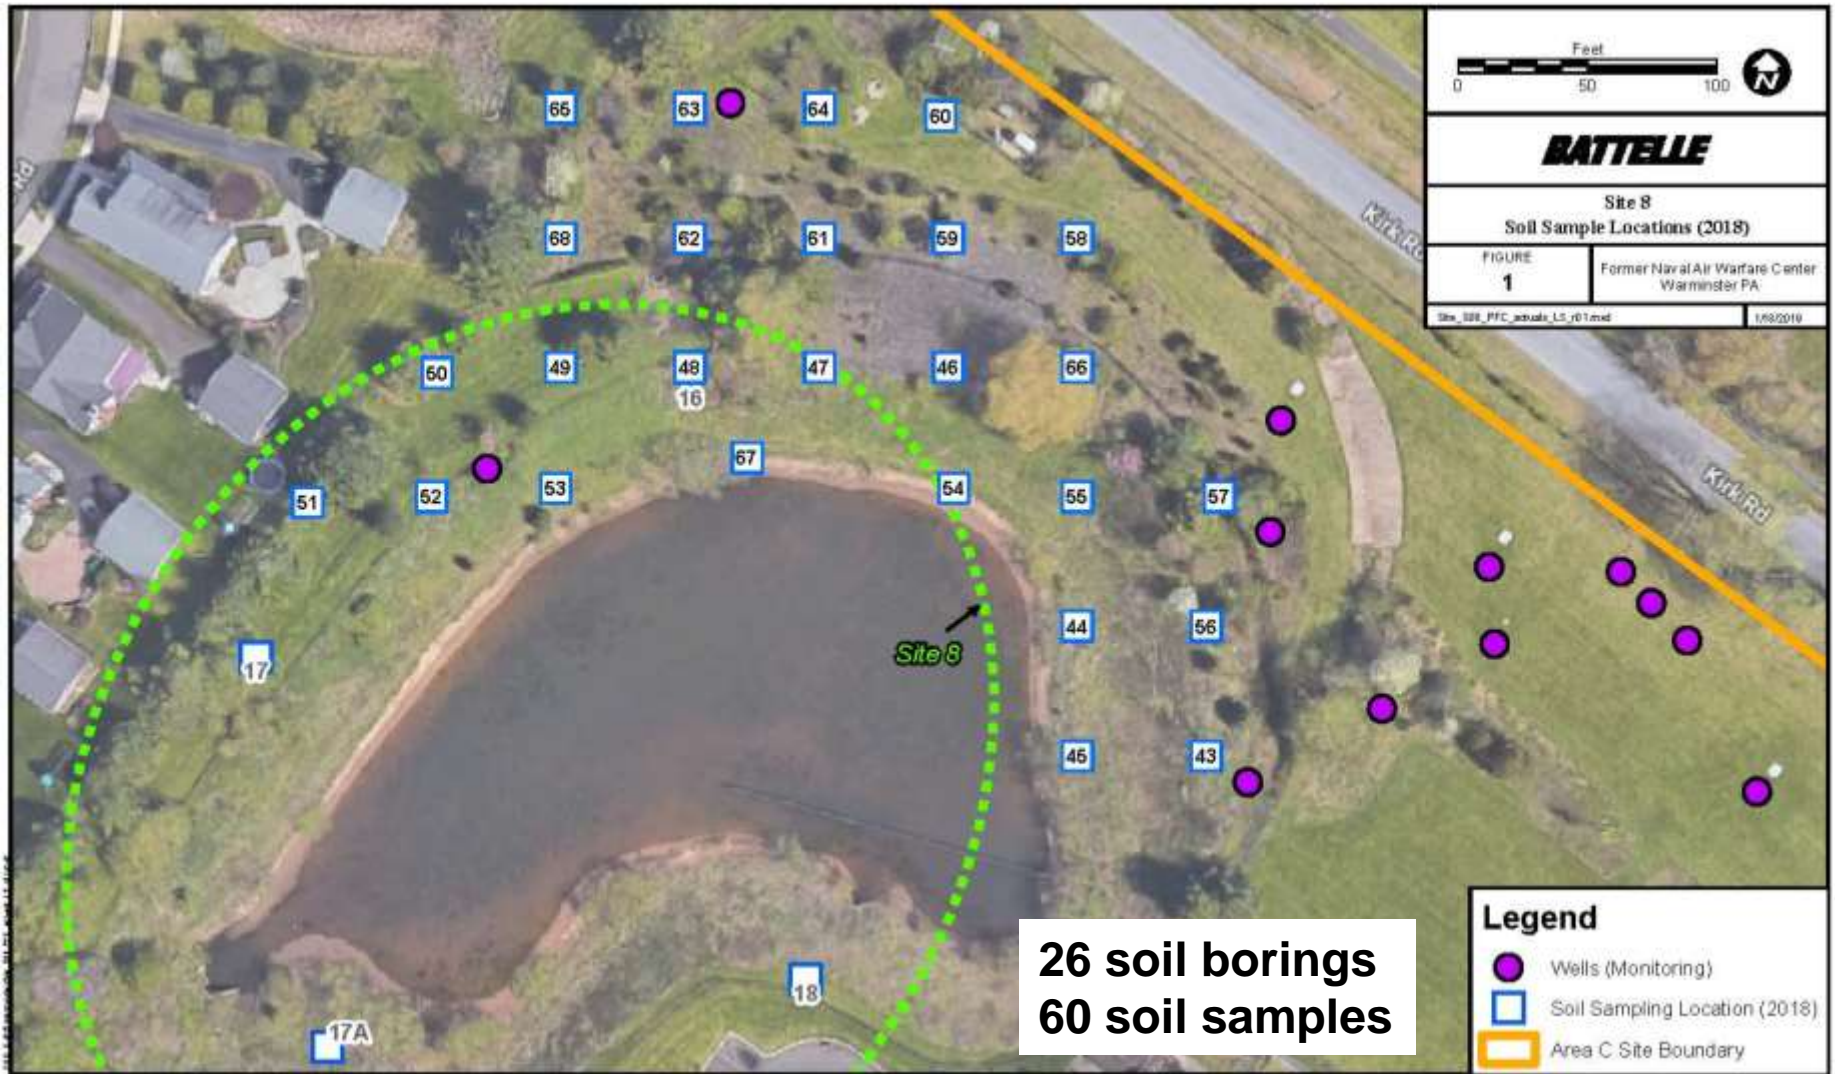 Feet
0 50 100
N
BATTELLE
Site 8
Soil Sample Locations (2018)
FIGURE
1
Former Naval Air Warfare Center
Warminster PA
Rd
65
63
64
60
Kirk Rd
68
62
61
59
58
50
49
48
47
46
66
16
67
51
52
53
54
55
57
Kirk Rd
44
56
Site 8
17
45
43
18
17A
26 soil borings
60 soil samples
Legend
Wells (Monitoring)
Soil Sampling Location (2018)
Area C Site Boundary